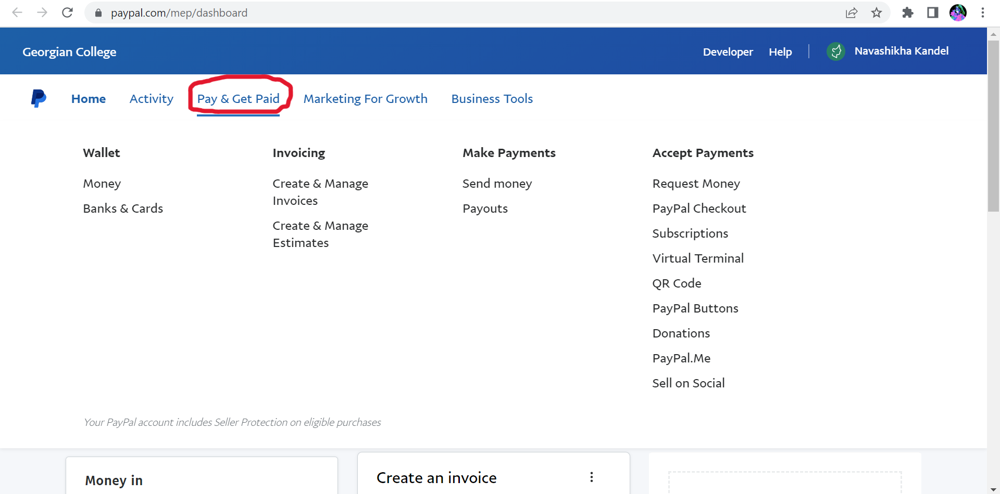 paypal.com/mep/dashboard
Georgian College
Developer
Help
Navashikha Kandel
Home
Activity
Pay & Get Paid
Marketing For Growth
Business Tools
Wallet
Money
Banks & Cards
Invoicing
Create & Manage
Invoices
Create & Manage
Estimates
Make Payments
Send money
Payouts
Accept Payments
Request Money
PayPal Checkout
Subscriptions
Virtual Terminal
QR Code
PayPal Buttons
Donations
PayPal.Me
Sell on Social
Your PayPal account includes Seller Protection on eligible purchases
Money in
Create an invoice